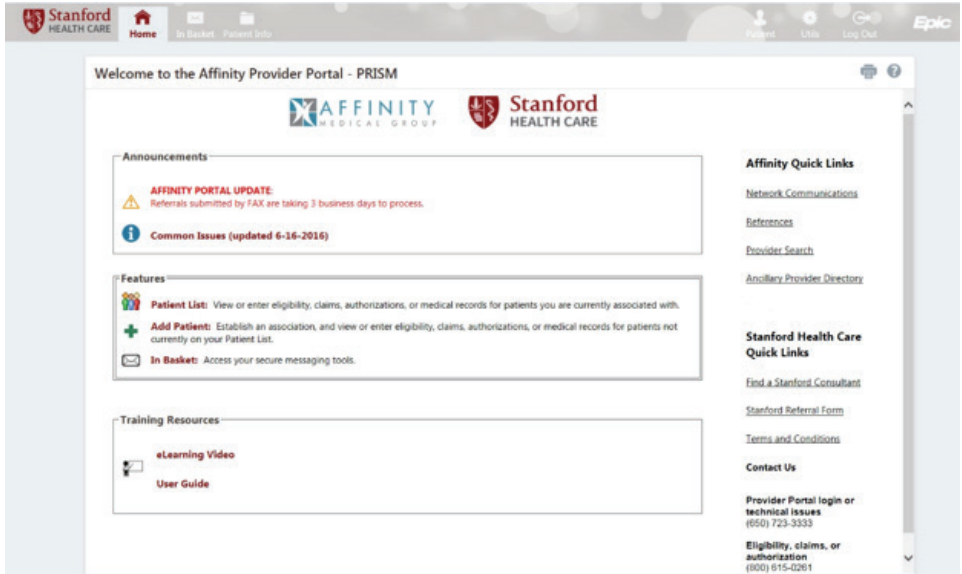 Stanford
HEALTH CARE
Home
In Basket
Patient Info
Patient
Utils
Log Out
Epic
Welcome to the Affinity Provider Portal - PRISM
AFFINITY
MEDICAL GROUP
Stanford
HEALTH CARE
Announcements
AFFINITY PORTAL UPDATE:
Referrals submitted by FAX are taking 3 business days to process.
Common Issues (updated 6-16-2016)
Features
Patient List: View or enter eligibility, claims, authorizations, or medical records for patients you are currently associated with.
Add Patient: Establish an association, and view or enter eligibility, claims, authorizations, or medical records for patients not
currently on your Patient List.
In Basket: Access your secure messaging tools.
Training Resources
eLearning Video
User Guide
Affinity Quick Links
Network Communications
References
Provider Search
Ancillary Provider Directory
Stanford Health Care
Quick Links
Find a Stanford Consultant
Stanford Referral Form
Terms and Conditions
Contact Us
Provider Portal login or
technical issues
(650) 723-3333
Eligibility, claims, or
authorization
(800) 615-0261